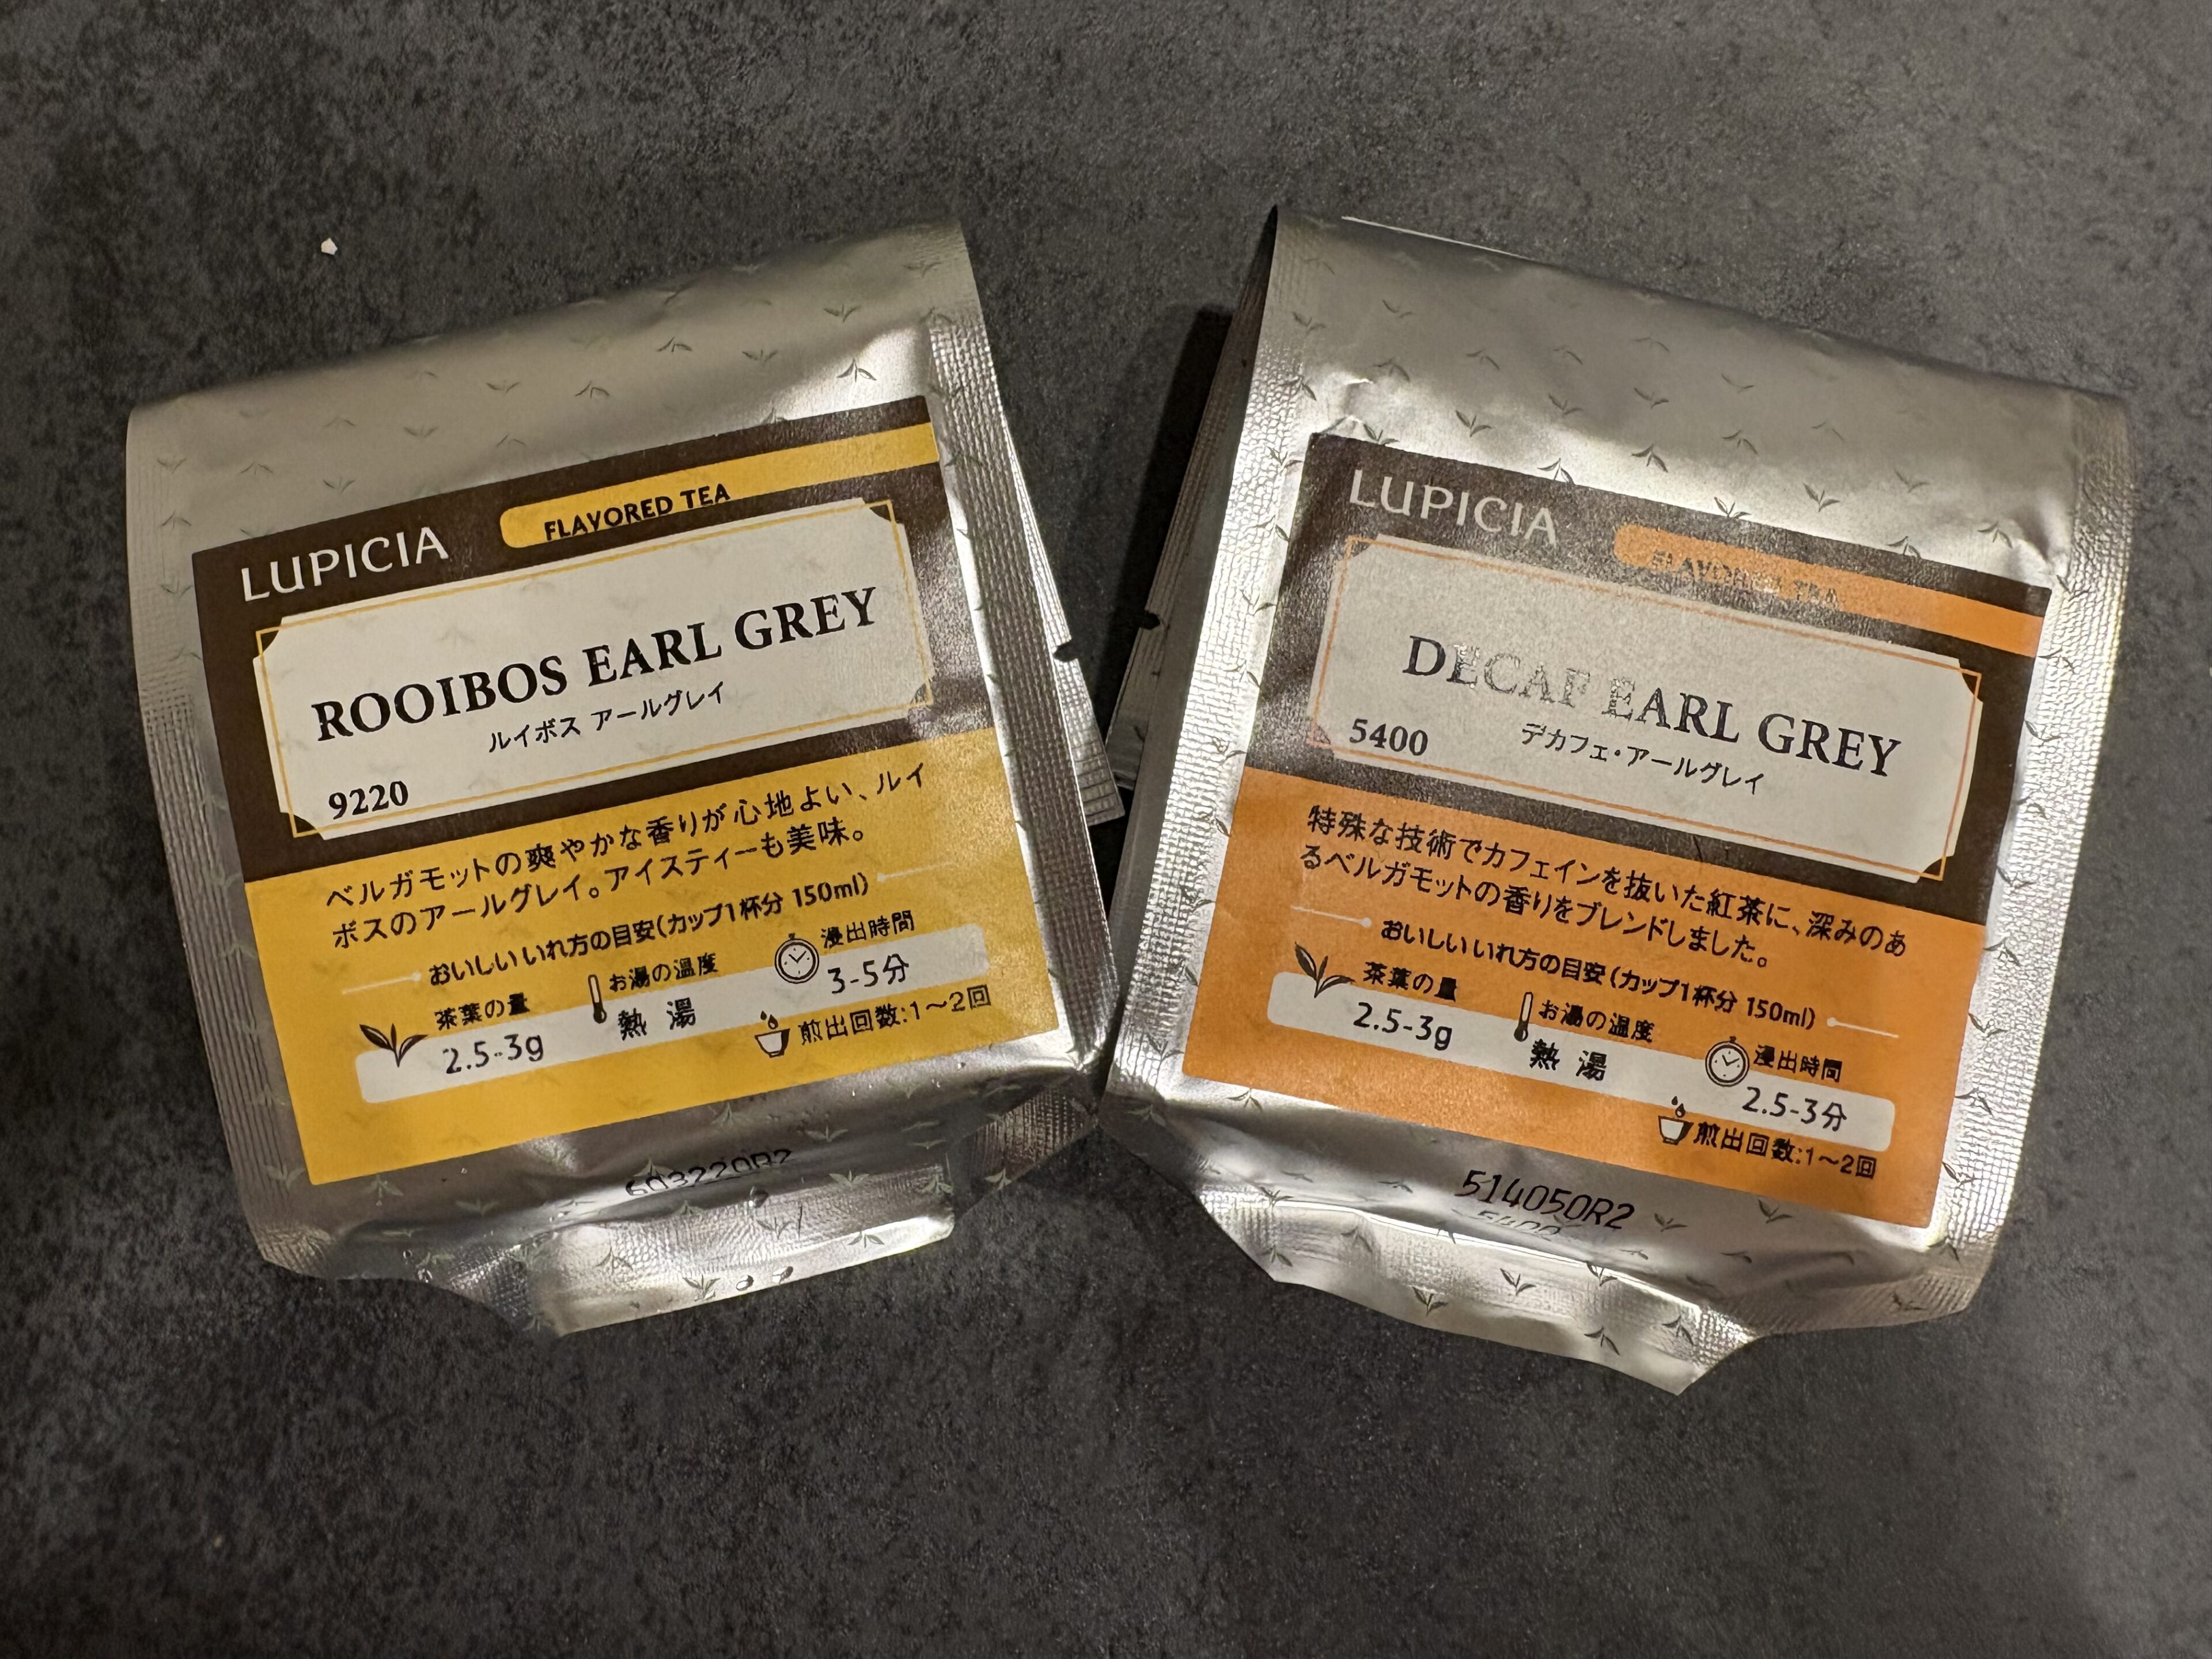 LUPICIA
FLAVORED TEA
ROOIBOS EARL GREY
ルイボス アールグレイ
9220
ベルガモットの爽やかな香りが心地よい、ルイ
ボスのアールグレイ。アイスティーも美味。
おいしいいれ方の目安(カップ1杯分 150ml)
茶葉の量 お湯の温度 浸出時間
2.5-3g 熱湯 3-5分
煎出回数:1〜2回
603220R2
LUPICIA
FLAVORED TEA
DECAF EARL GREY
デカフェ・アールグレイ
5400
特殊な技術でカフェインを抜いた紅茶に、深みのあ
るベルガモットの香りをブレンドしました。
おいしいいれ方の目安(カップ1杯分 150ml)
茶葉の量 お湯の温度 浸出時間
2.5-3g 熱湯 2.5-3分
煎出回数:1〜2回
514050R2
5400